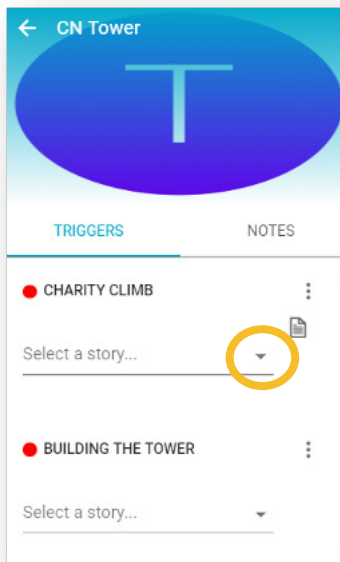 CN Tower
T
TRIGGERS NOTES
CHARITY CLIMB
Select a story...
BUILDING THE TOWER
Select a story...